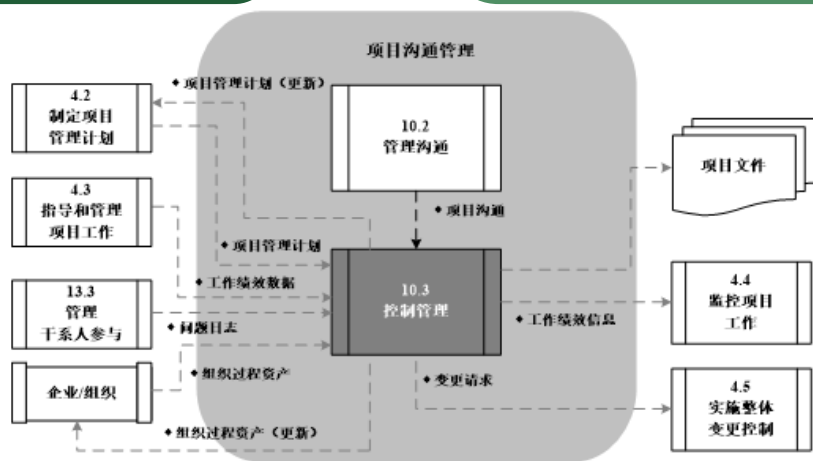 项目沟通管理
◆ 项目管理计划（更新）
4.2
制定项目
管理计划
10.2
管理沟通
项目文件
4.3
指导和管理
项目工作
◆ 项目沟通
◆ 项目管理计划
10.3
控制管理
◆ 工作绩效数据
4.4
监控项目
工作
13.3
管理
干系人参与
◆ 问题日志
◆ 工作绩效信息
◆ 组织过程资产
◆ 变更请求
企业/组织
4.5
实施整体
变更控制
◆ 组织过程资产（更新）